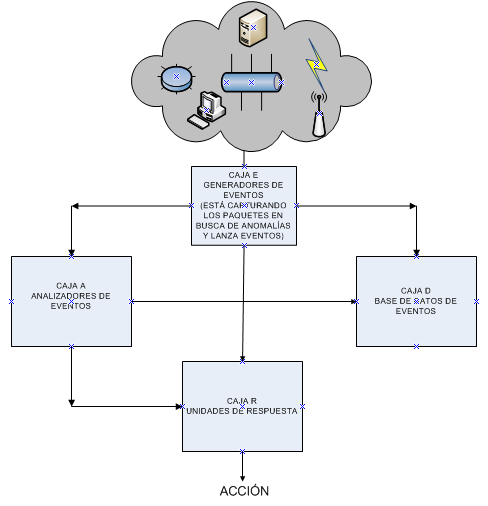 CAJA E
GENERADORES DE
EVENTOS
(ESTÁ CAPTURANDO
LOS PAQUETES EN
BUSCA DE ANOMALÍAS
Y LANZA EVENTOS)
CAJA A
ANALIZADORES DE
EVENTOS
CAJA D
BASE DE DATOS DE
EVENTOS
CAJA R
UNIDADES DE RESPUESTA
ACCIÓN